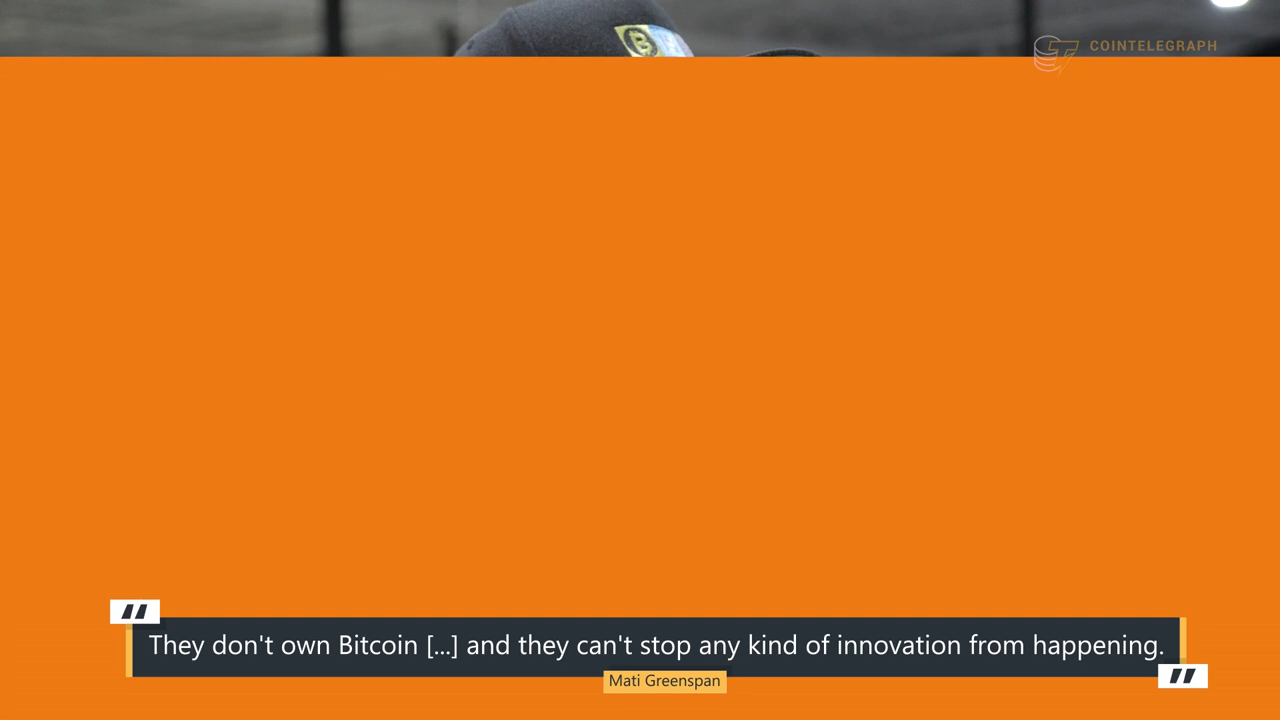 COINTELEGRAPH
They don't own Bitcoin [...] and they can't stop any kind of innovation from happening.
Mati Greenspan